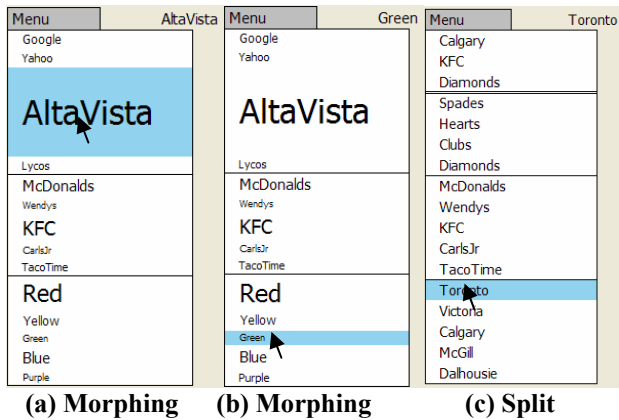 Menu AltaVista
Google
Yahoo
AltaVista
Lycos
McDonalds
Wendys
KFC
CarlsJr
TacoTime
Red
Yellow
Green
Blue
Purple
(a) Morphing
Menu Green
Google
Yahoo
AltaVista
Lycos
McDonalds
Wendys
KFC
CarlsJr
TacoTime
Red
Yellow
Green
Blue
Purple
(b) Morphing
Menu Toronto
Calgary
KFC
Diamonds
Spades
Hearts
Clubs
Diamonds
McDonalds
Wendys
KFC
CarlsJr
TacoTime
Toronto
Victoria
Calgary
McGill
Dalhousie
(c) Split